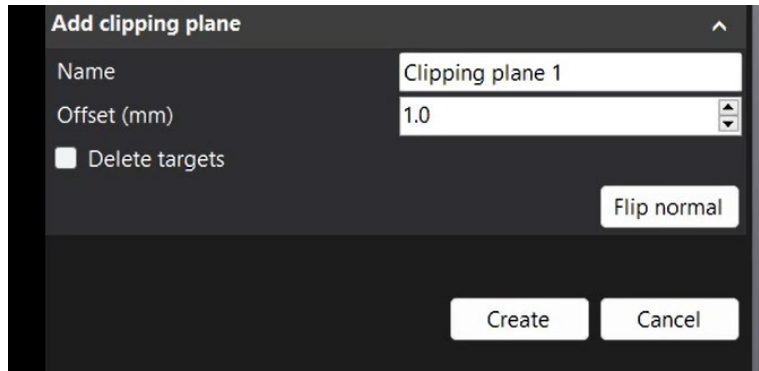 Add clipping plane
Name Clipping plane 1
Offset (mm) 1.0
Delete targets
Flip normal
Create Cancel